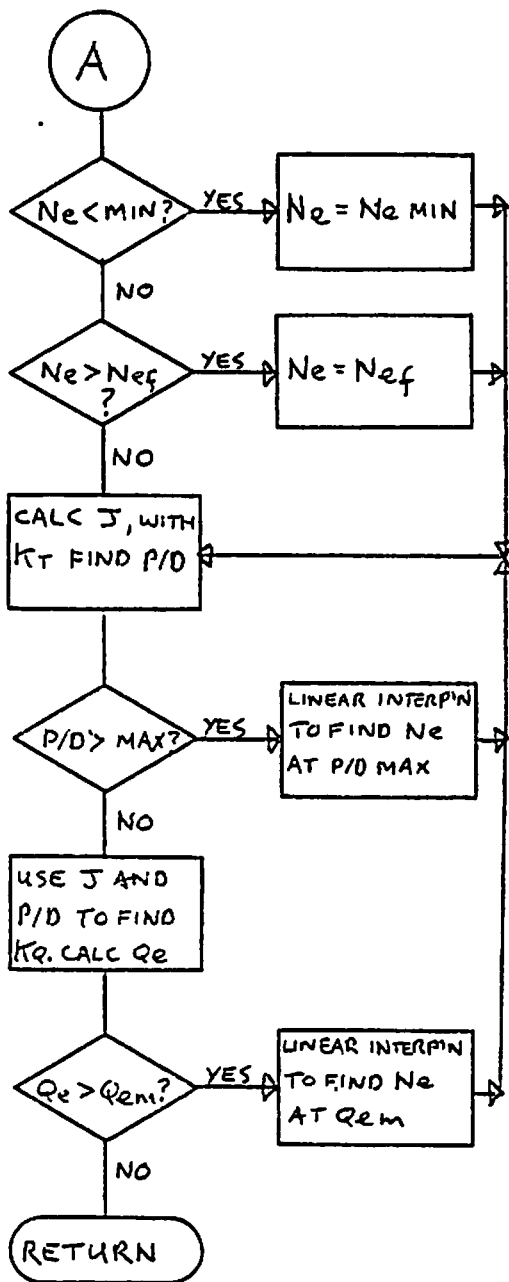 A
Ne < MIN?
YES
Ne = Ne MIN
NO
Ne > Nef
?
YES
Ne = Nef
NO
CALC J, WITH
KT FIND P/D
P/D > MAX?
YES
LINEAR INTERP'N
TO FIND Ne
AT P/D MAX
NO
USE J AND
P/D TO FIND
KQ. CALC Qe
Qe > Qem?
YES
LINEAR INTERP'N
TO FIND Ne
AT Qem
NO
RETURN